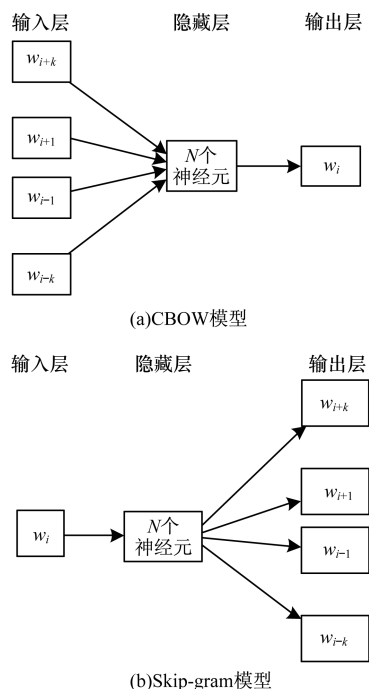 输入层 隐藏层 输出层
w_{i+k}
w_{i+1}
w_{i-1}
w_{i-k}
N个
神经元
w_i
(a)CBOW模型
输入层 隐藏层 输出层
w_i
N个
神经元
w_{i+k}
w_{i+1}
w_{i-1}
w_{i-k}
(b)Skip-gram模型